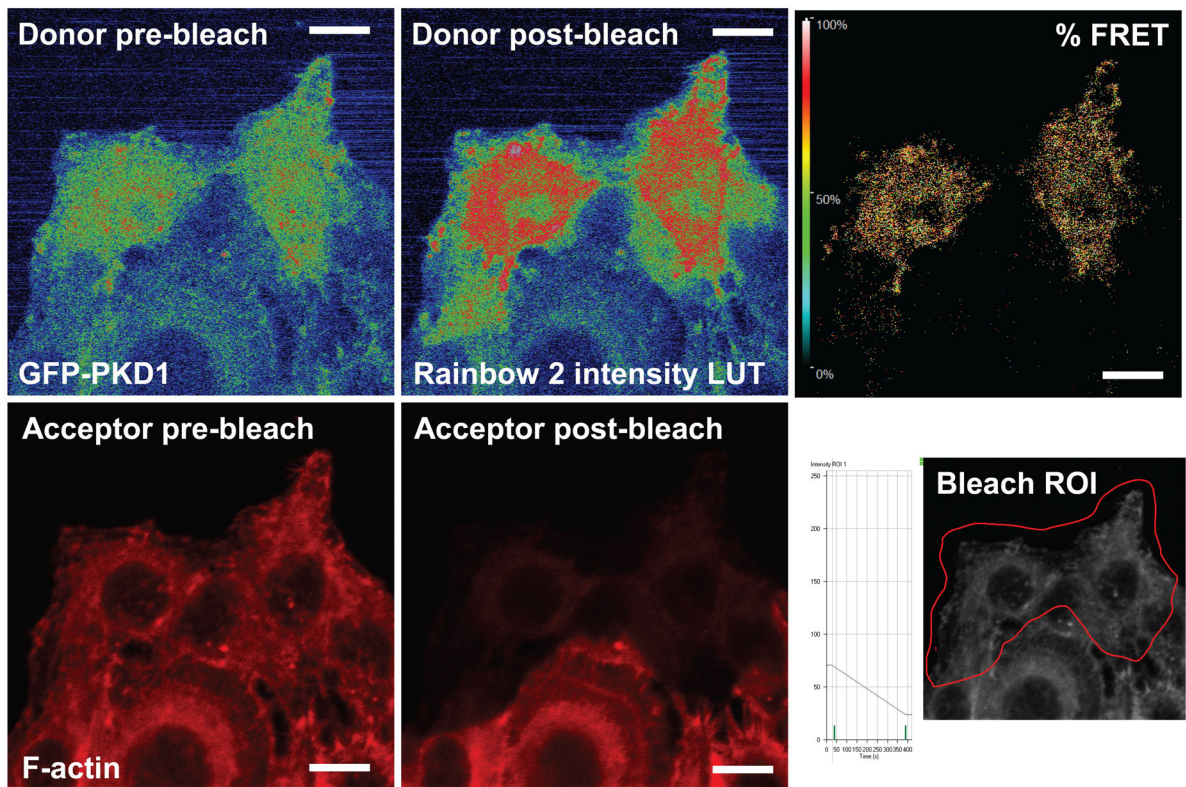 Donor pre-bleach
GFP-PKD1
Donor post-bleach
Rainbow 2 intensity LUT
% FRET
100%
50%
0%
Acceptor pre-bleach
F-actin
Acceptor post-bleach
Intensity ROI 1
250
200
150
100
50
0
0 50 100 150 200 250 300 350 400
Time (s)
Bleach ROI
1